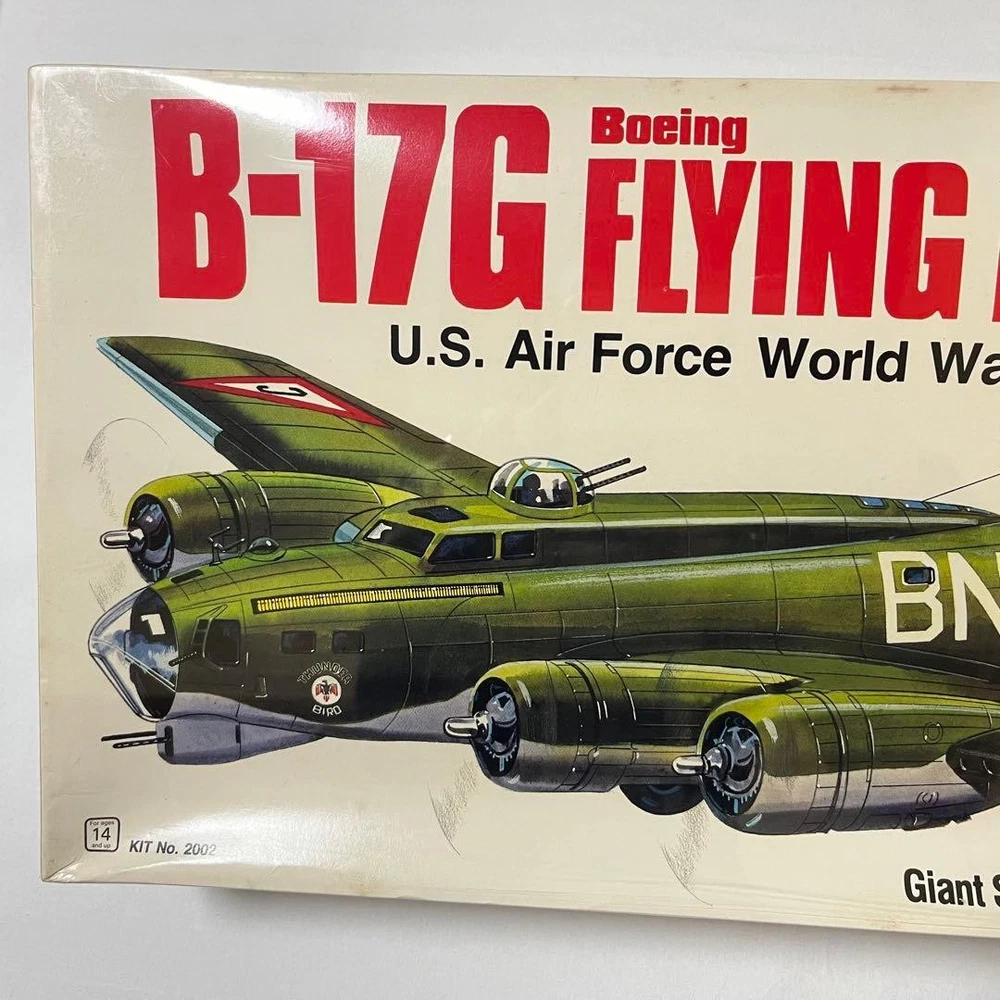 B-17G Boeing FLYING
U.S. Air Force World Wa
BN
THUNDER
BIRD
For ages
14
and up
KIT No. 2002
Giant S